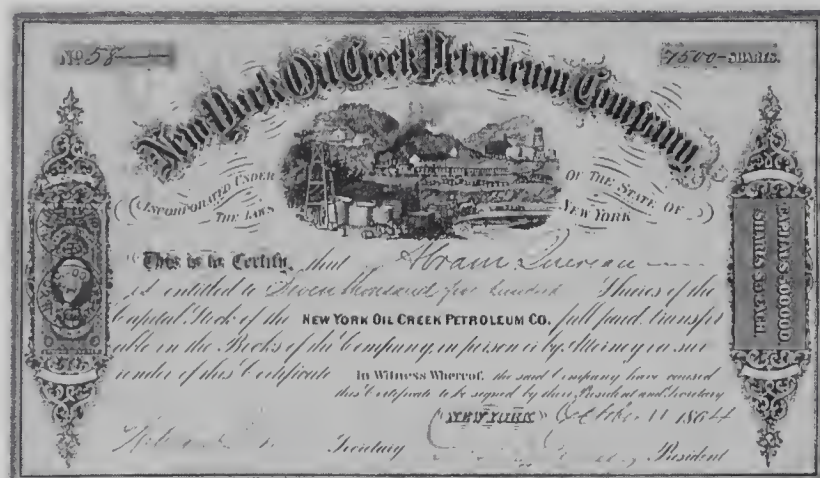 No 58
7500 SHARES.
New York Oil Creek Petroleum Company
INCORPORATED UNDER THE LAWS OF THE STATE OF NEW YORK
This is to Certify, that Abram
is entitled to Seven thousand five hundred Shares of the
Capital Stock of the NEW YORK OIL CREEK PETROLEUM CO. full paid, transfer
able in the Books of the Company, in person or by Attorney on sur
render of this Certificate In Witness Whereof, the said Company have caused
this Certificate to be signed by their President and Secretary
NEW YORK October 11 1864
Secretary
President
CAPITAL $500,000.
SHARES $5 EACH.